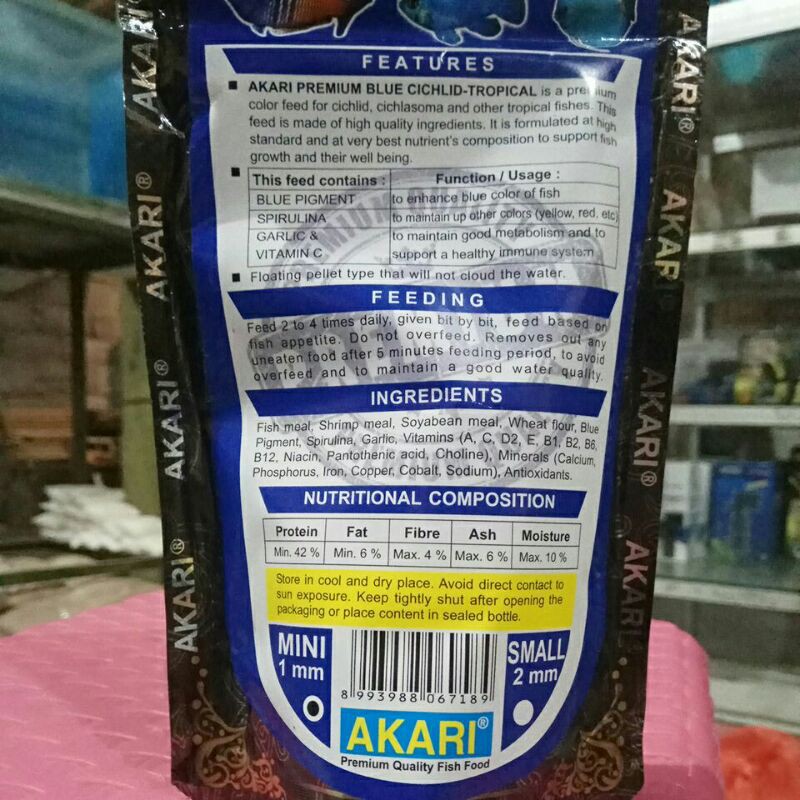 FEATURES
AKARI PREMIUM BLUE CICHLID-TROPICAL is a premium
color feed for cichlid, cichlasoma and other tropical fishes. This
feed is made of high quality ingredients. It is formulated at high
standard and at very best nutrient's composition to support fish
growth and their well being.
This feed contains : Function / Usage :
BLUE PIGMENT to enhance blue color of fish
SPIRULINA to maintain up other colors (yellow, red, etc)
GARLIC & to maintain good metabolism and to
VITAMIN C support a healthy immune system
Floating pellet type that will not cloud the water.
FEEDING
Feed 2 to 4 times daily, given bit by bit, feed based on
fish appetite. Do not overfeed. Removes out any
uneaten food after 5 minutes feeding period, to avoid
overfeed and to maintain a good water quality.
INGREDIENTS
Fish meal, Shrimp meal, Soyabean meal, Wheat flour, Blue
Pigment, Spirulina, Garlic, Vitamins (A, C, D2, E, B1, B2, B6,
B12, Niacin, Pantothenic acid, Choline), Minerals (Calcium,
Phosphorus, Iron, Copper, Cobalt, Sodium), Antioxidants.
NUTRITIONAL COMPOSITION
Protein Fat Fibre Ash Moisture
Min. 42 % Min. 6 % Max. 4 % Max. 6 % Max. 10 %
Store in cool and dry place. Avoid direct contact to
sun exposure. Keep tightly shut after opening the
packaging or place content in sealed bottle.
MINI
1 mm
SMALL
2 mm
8 993988 067189
AKARI®
Premium Quality Fish Food
AKARI
AKARI®
AKARI®
AKARI®
AKARI®
AKARI
AKARI®
AKARI